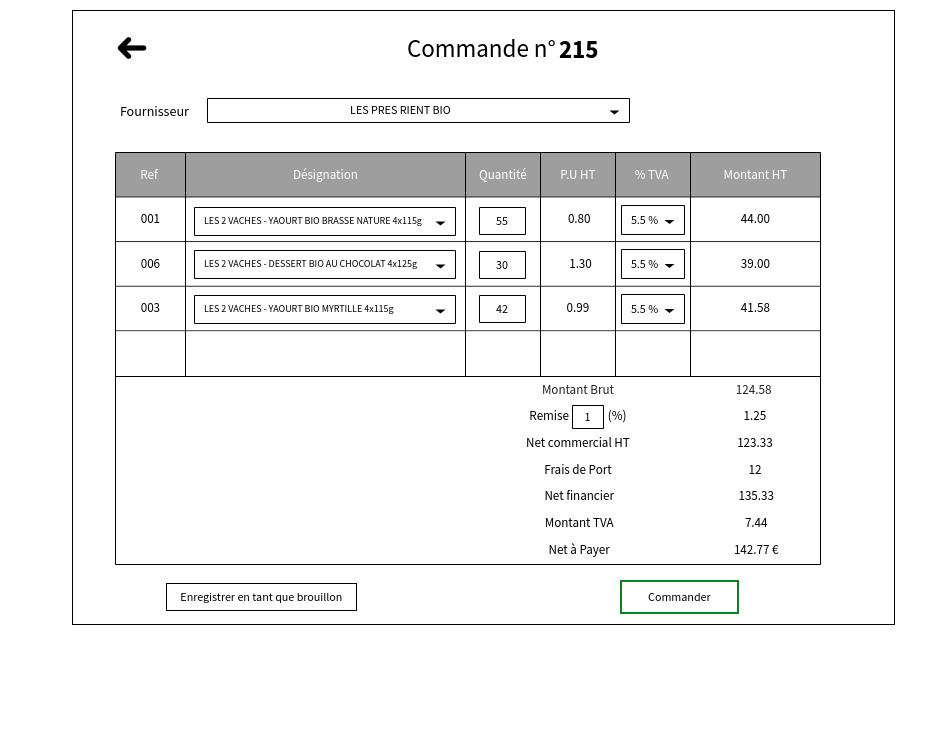 Commande n° 215
Fournisseur LES PRES RIENT BIO
Ref Désignation Quantité P.U HT % TVA Montant HT
001 LES 2 VACHES - YAOURT BIO BRASSE NATURE 4x115g 55 0.80 5.5 % 44.00
006 LES 2 VACHES - DESSERT BIO AU CHOCOLAT 4x125g 30 1.30 5.5 % 39.00
003 LES 2 VACHES - YAOURT BIO MYRTILLE 4x115g 42 0.99 5.5 % 41.58
Montant Brut 124.58
Remise 1 (%) 1.25
Net commercial HT 123.33
Frais de Port 12
Net financier 135.33
Montant TVA 7.44
Net à Payer 142.77 €
Enregistrer en tant que brouillon Commander